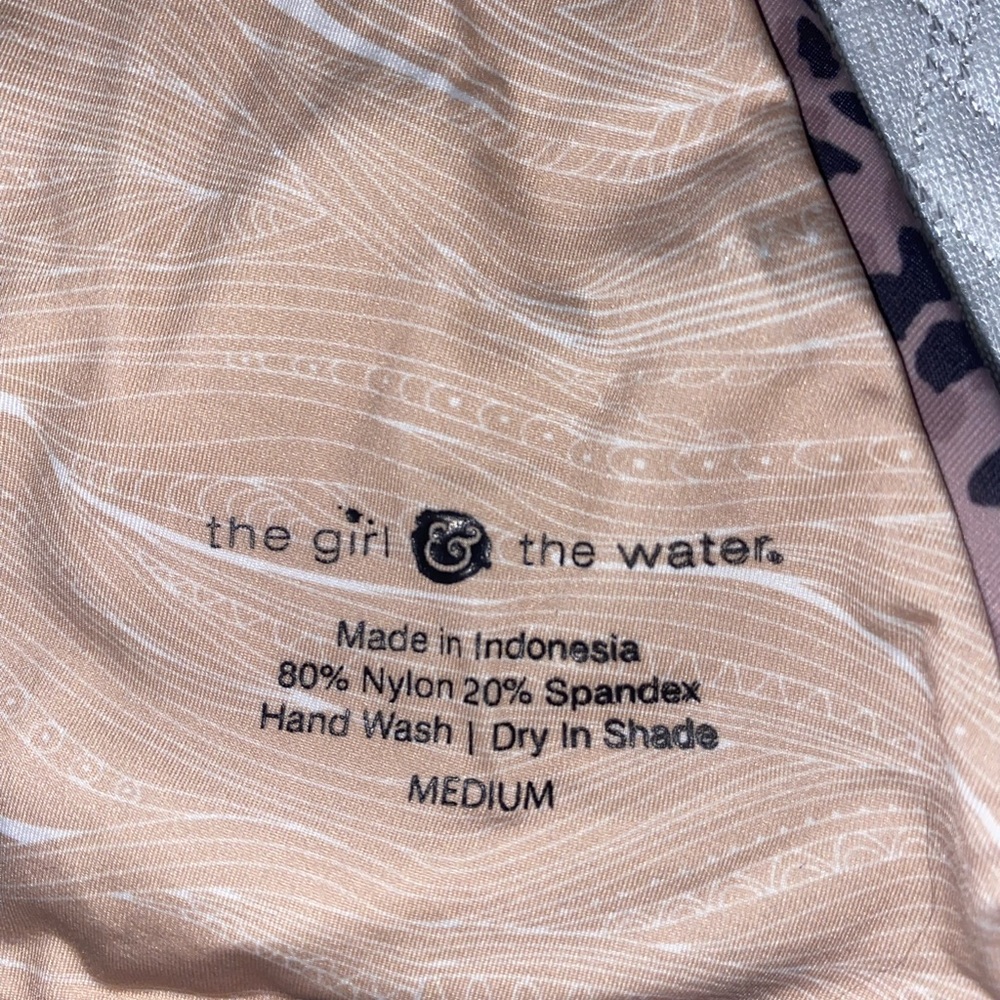 the girl & the water®
Made in Indonesia
80% Nylon 20% Spandex
Hand Wash | Dry In Shade
MEDIUM